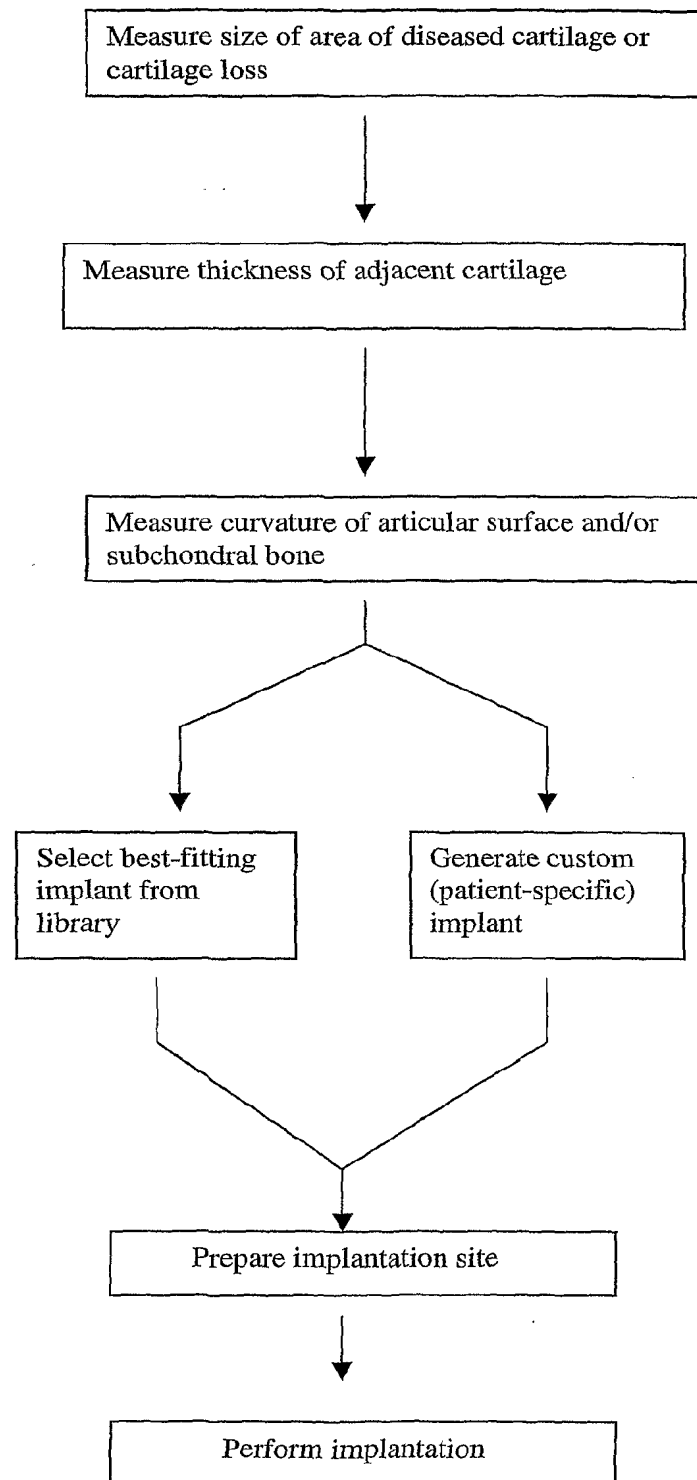 Measure size of area of diseased cartilage or
cartilage loss
Measure thickness of adjacent cartilage
Measure curvature of articular surface and/or
subchondral bone
Select best-fitting
implant from
library
Generate custom
(patient-specific)
implant
Prepare implantation site
Perform implantation